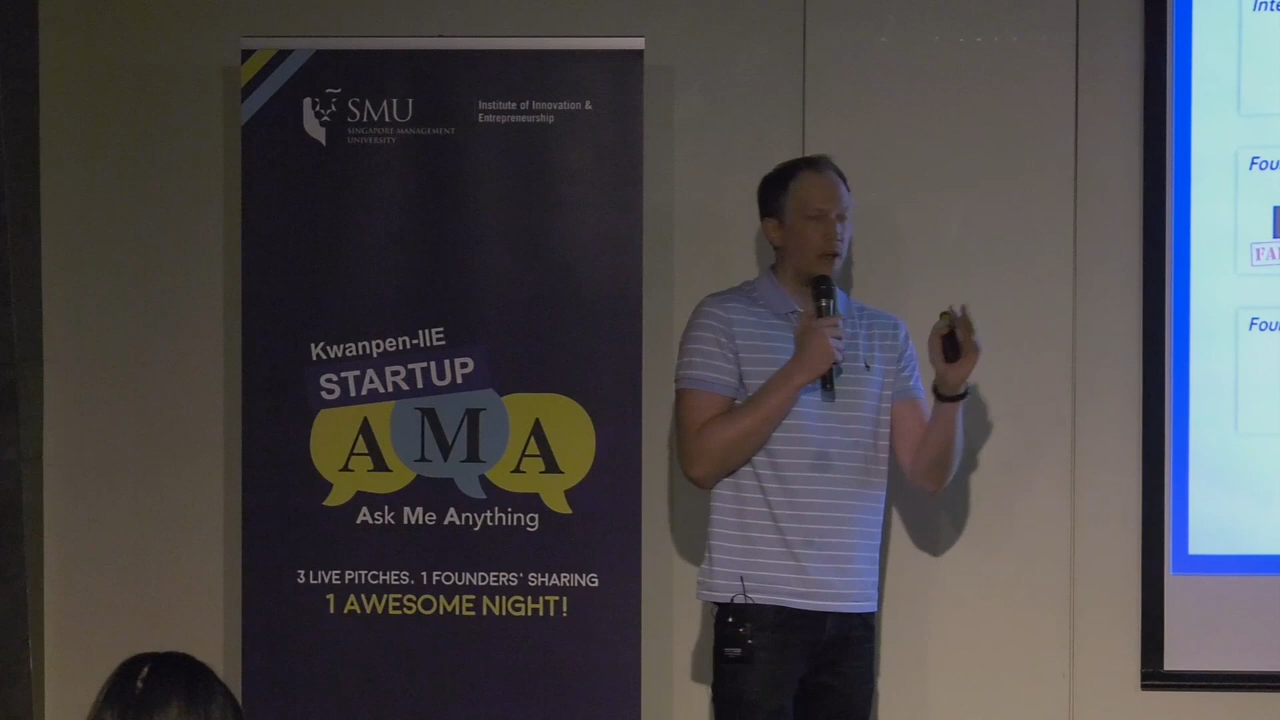 SMU
SINGAPORE MANAGEMENT
UNIVERSITY
Institute of Innovation &
Entrepreneurship
Kwanpen-IIE
STARTUP
AMA
Ask Me Anything
3 LIVE PITCHES. 1 FOUNDERS' SHARING
1 AWESOME NIGHT!